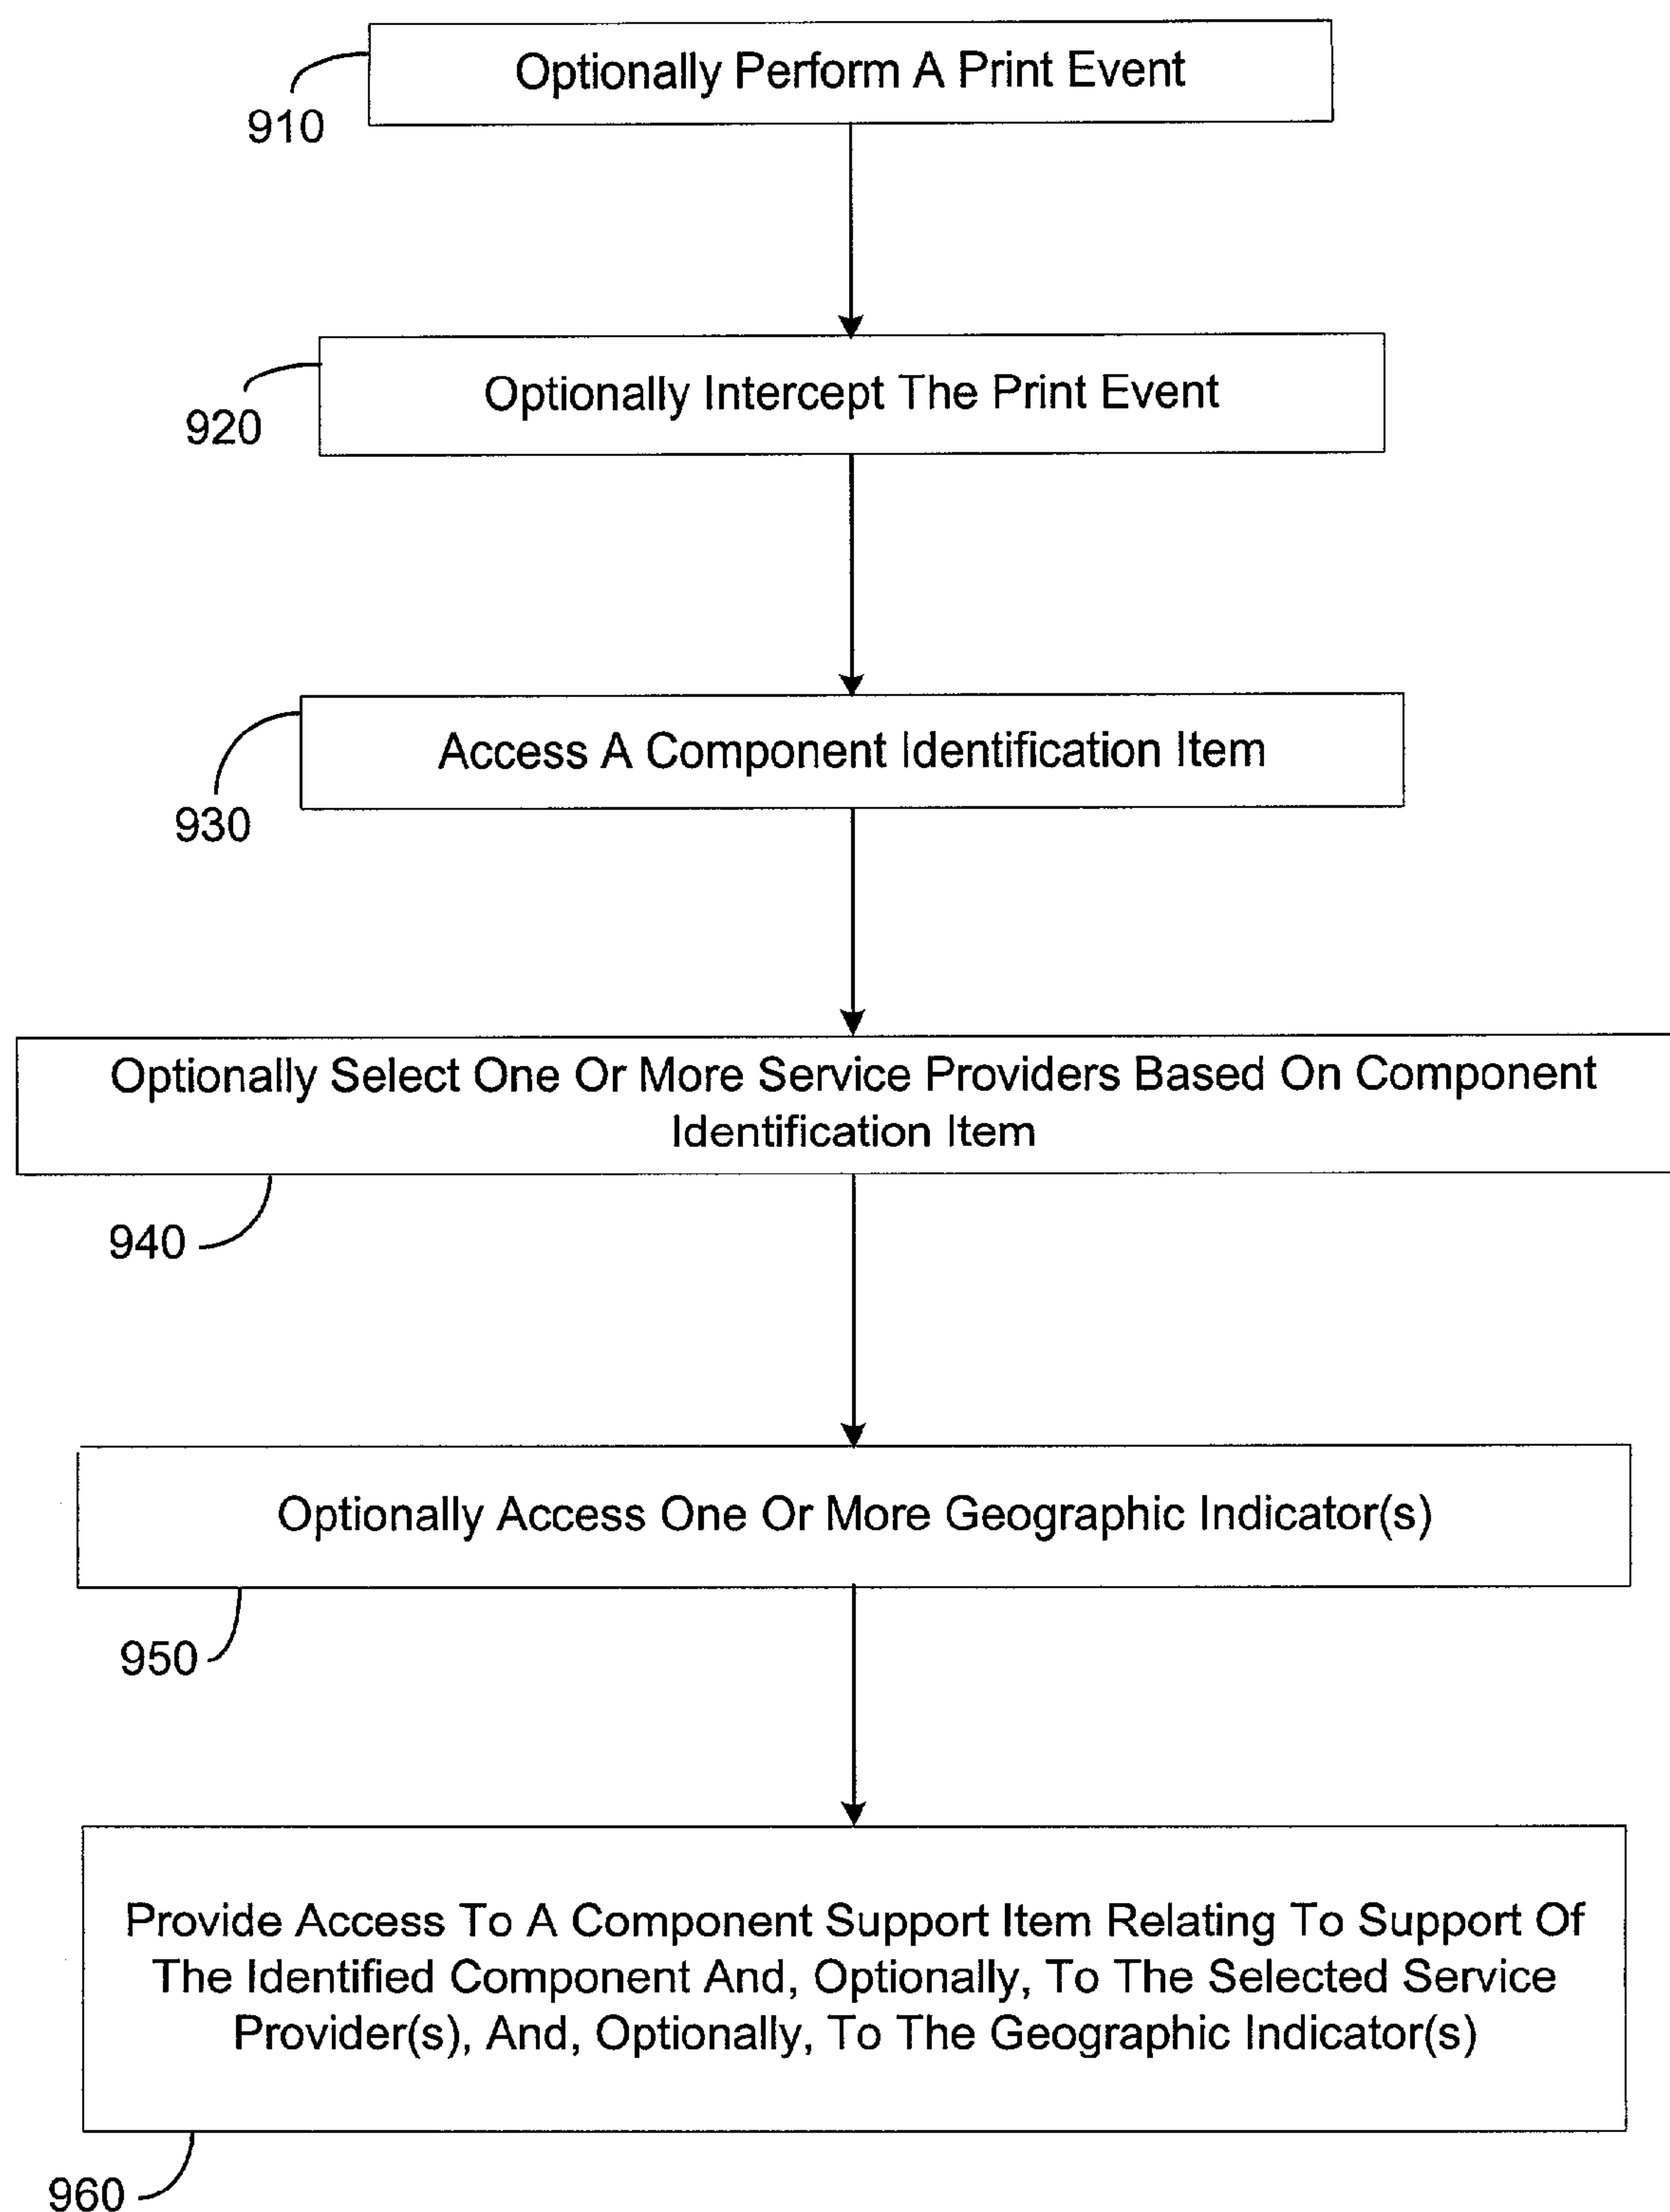 Optionally Perform A Print Event
910
Optionally Intercept The Print Event
920
Access A Component Identification Item
930
Optionally Select One Or More Service Providers Based On Component
Identification Item
940
Optionally Access One Or More Geographic Indicator(s)
950
Provide Access To A Component Support Item Relating To Support Of
The Identified Component And, Optionally, To The Selected Service
Provider(s), And, Optionally, To The Geographic Indicator(s)
960